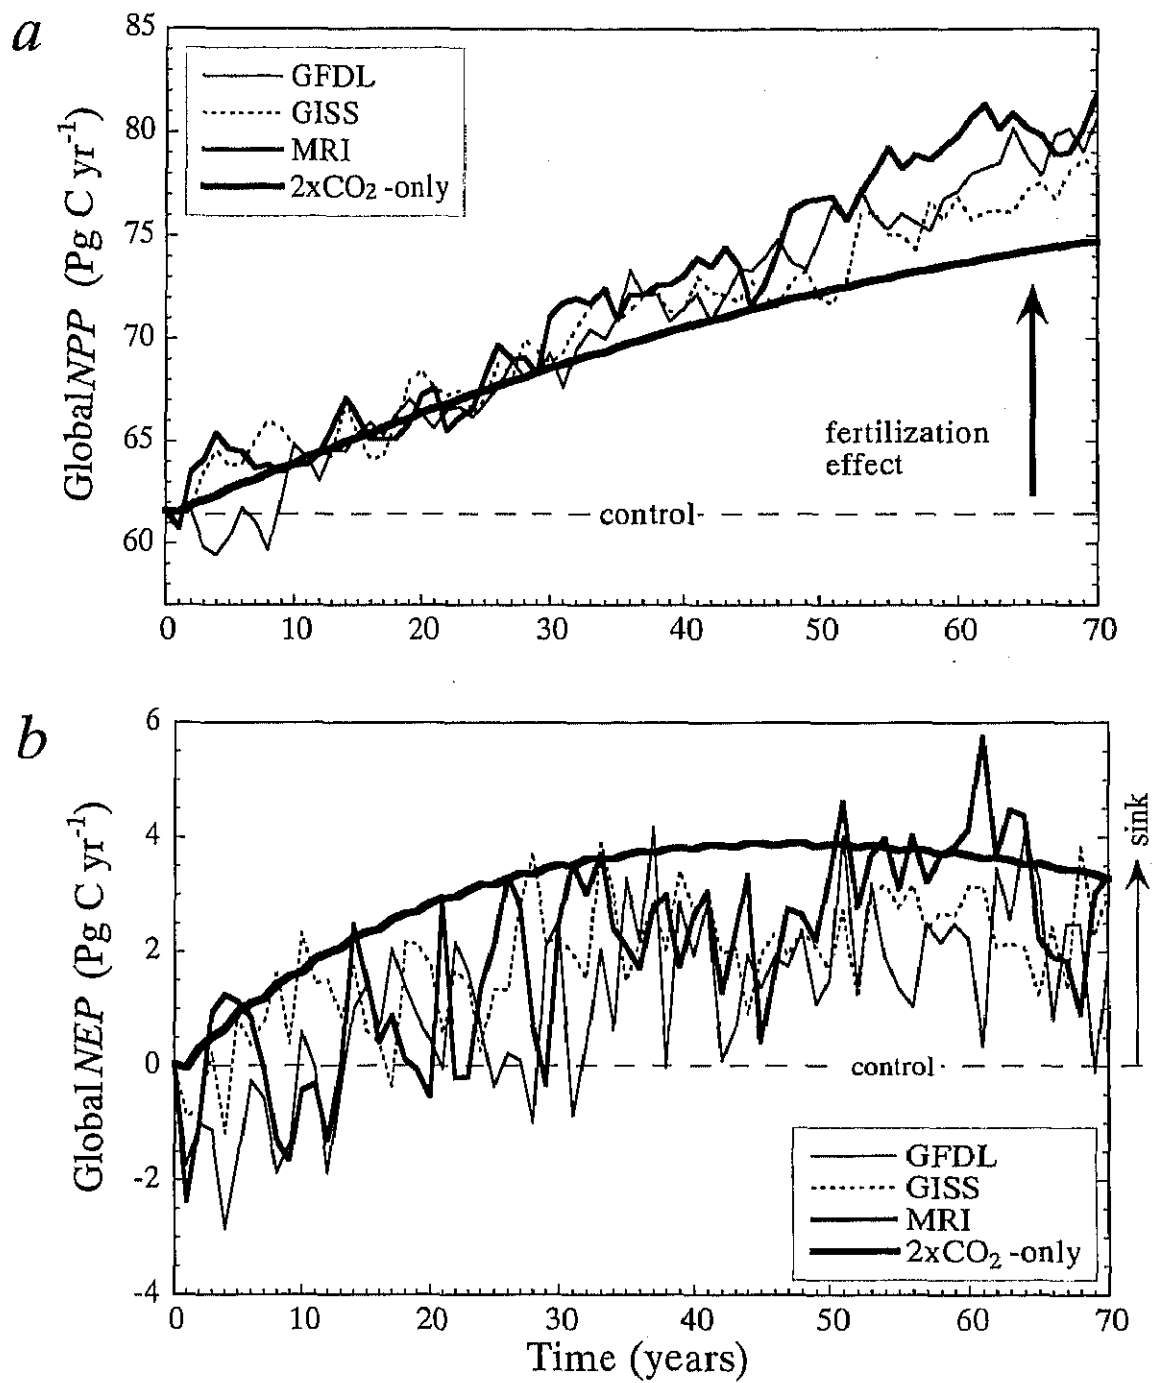 a
85
80
75
70
65
60
Global NPP (Pg C yr-1)
GFDL
GISS
MRI
2xCO2 -only
fertilization
effect
control
0 10 20 30 40 50 60 70
b
6
4
2
0
-2
-4
Global NEP (Pg C yr-1)
sink
control
GFDL
GISS
MRI
2xCO2 -only
0 10 20 30 40 50 60 70
Time (years)